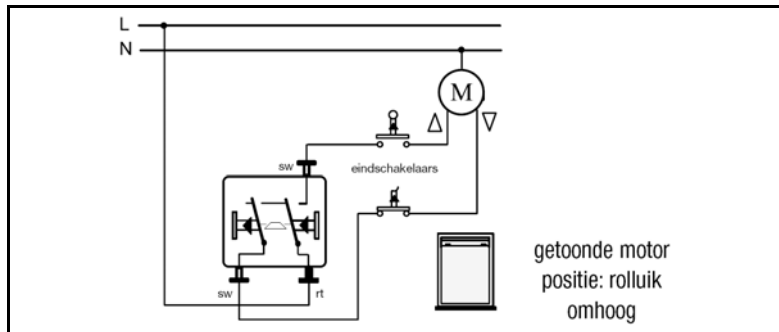 L
N
M
△ ▽
sw
eindschakelaars
sw
rt
getoonde motor
positie: rolluik
omhoog